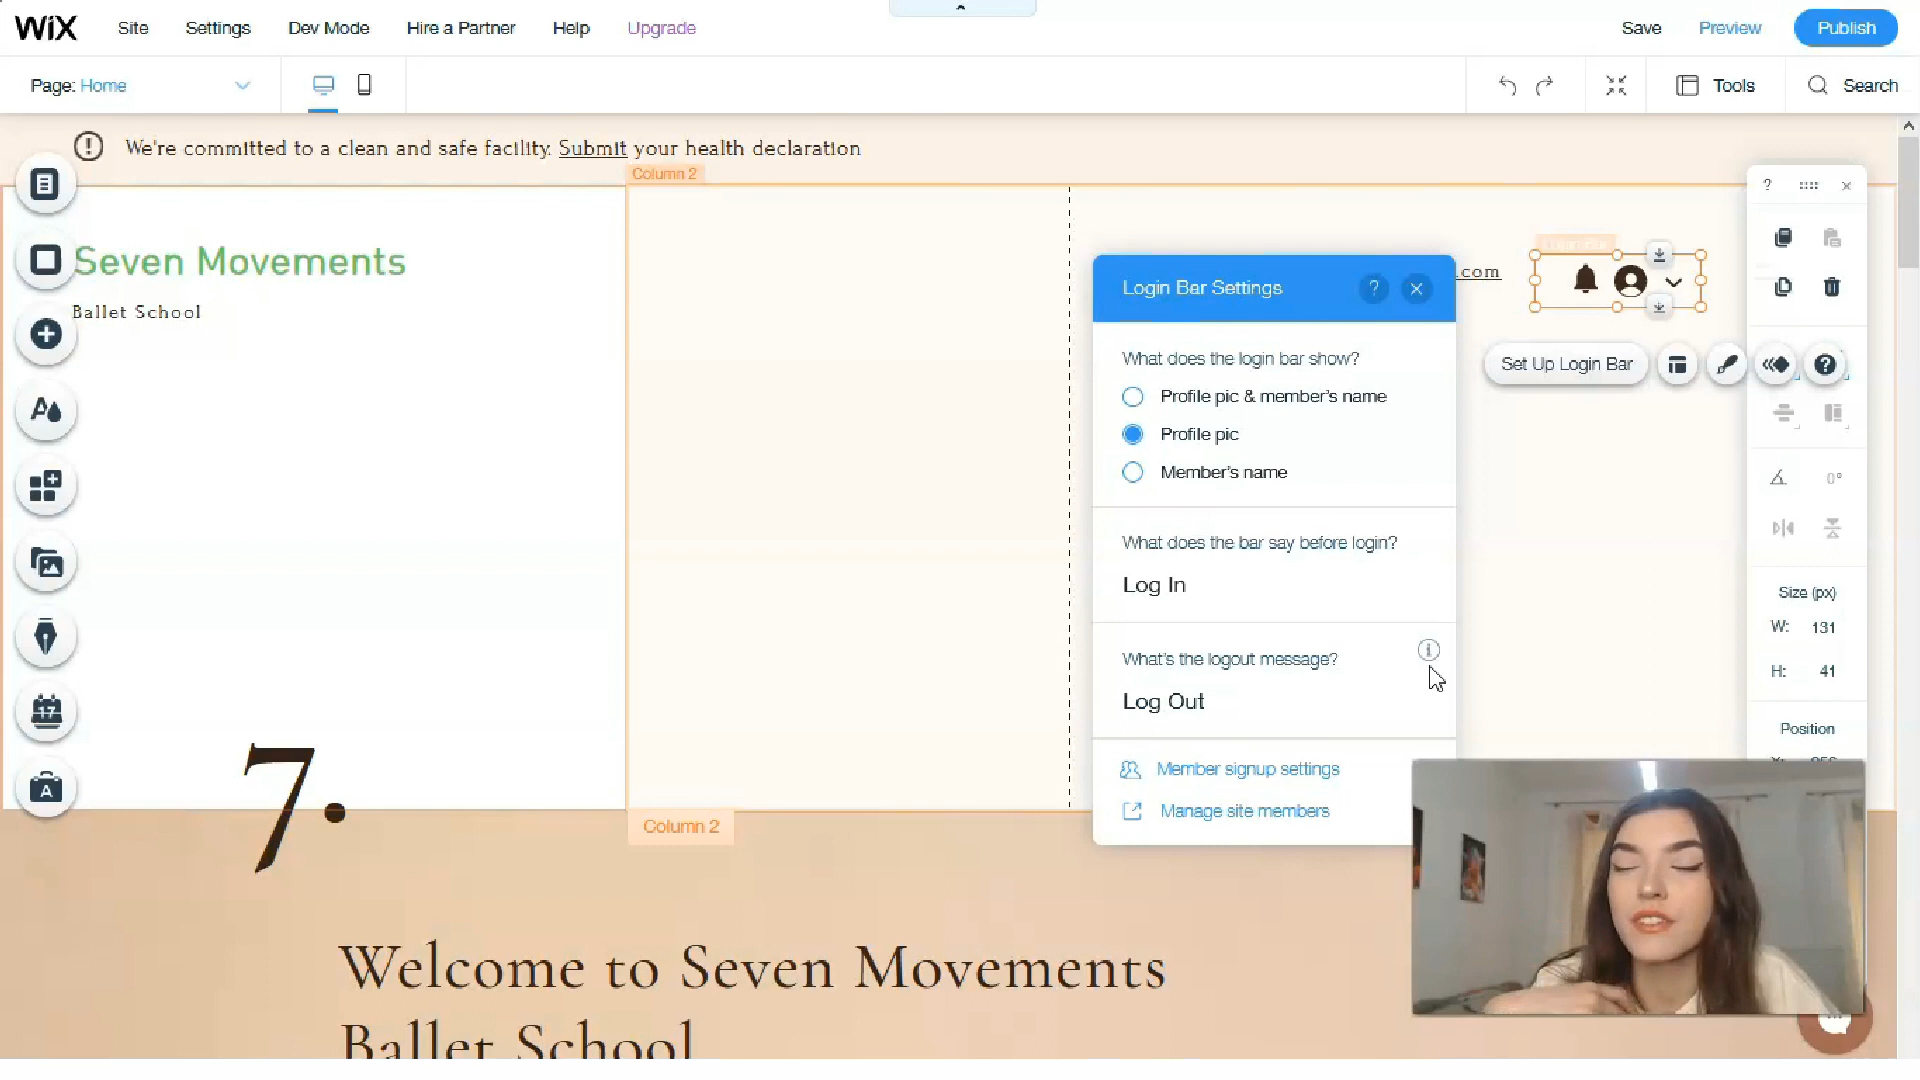 WiX Site Settings Dev Mode Hire a Partner Help Upgrade Save Preview Publish
Page: Home Tools Search
We're committed to a clean and safe facility. Submit your health declaration
Column 2
Seven Movements
Ballet School
.com
Login Bar Settings ?
What does the login bar show?
Profile pic & member's name
Profile pic
Member's name
What does the bar say before login?
Log In
What's the logout message?
Log Out
Member signup settings
Manage site members
Set Up Login Bar ?
?
0°
Size (px)
W: 131
H: 41
Position
17
A
7.
Column 2
Welcome to Seven Movements
Ballet School